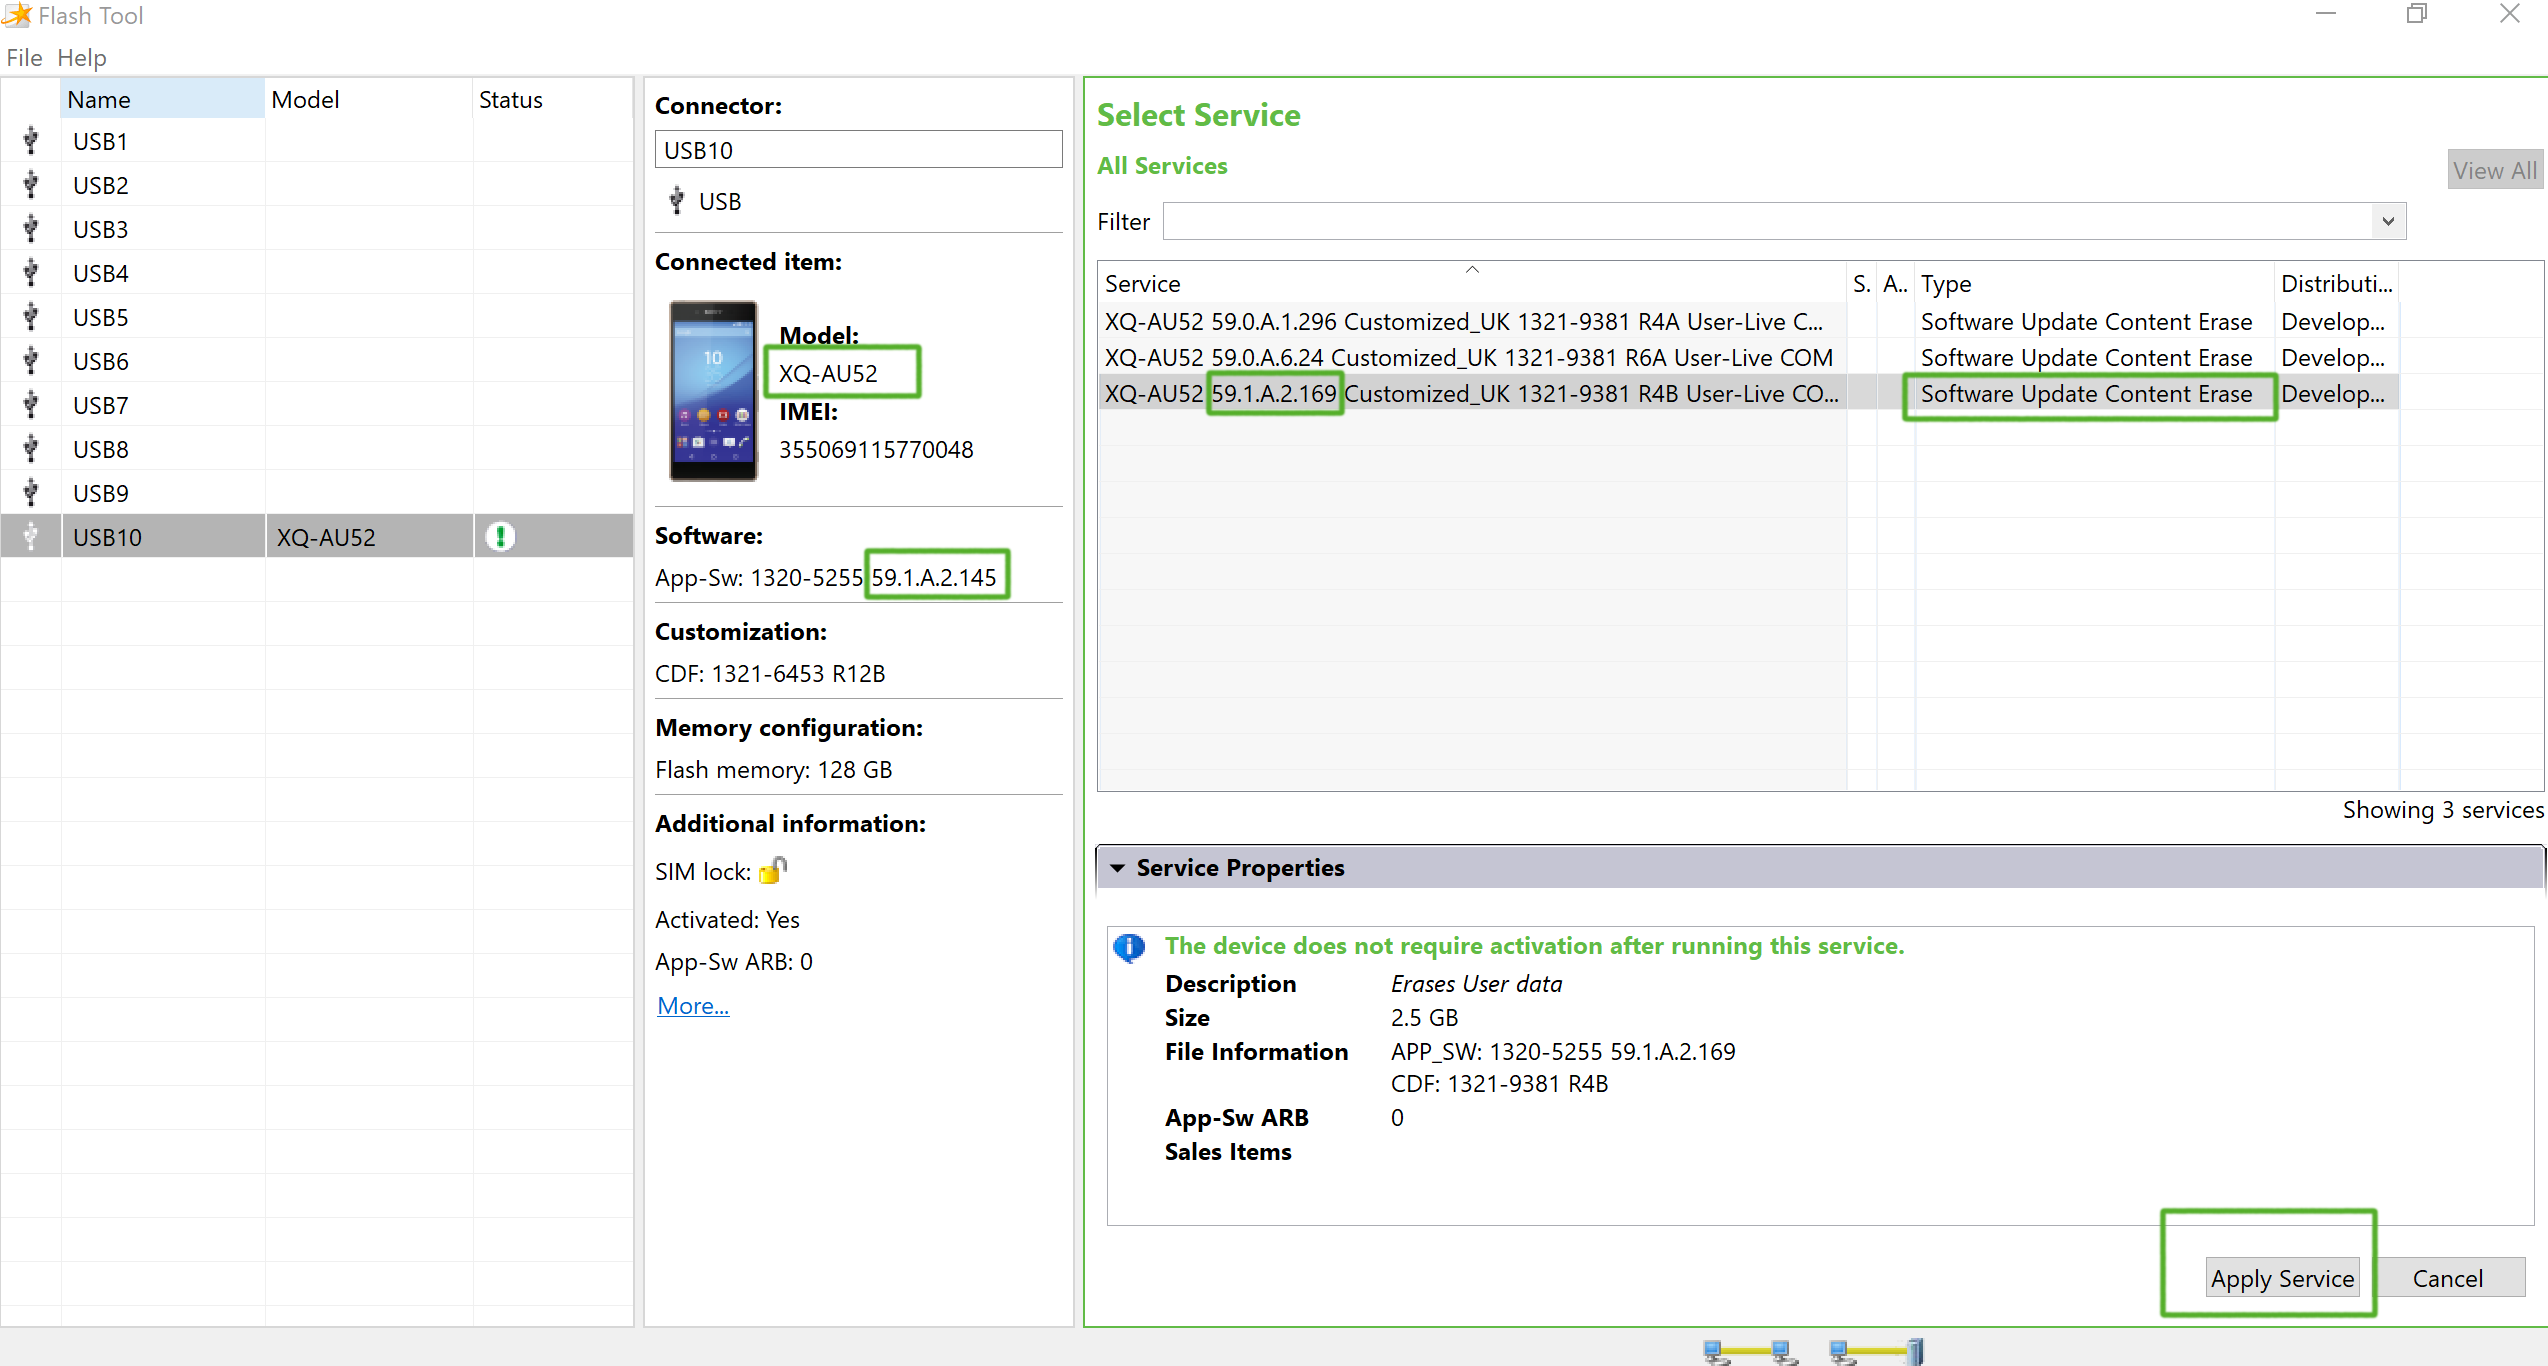 Flash Tool
File Help
Name Model Status
USB1
USB2
USB3
USB4
USB5
USB6
USB7
USB8
USB9
USB10 XQ-AU52
Connector:
USB10
USB
Connected item:
10
Model:
XQ-AU52
IMEI:
355069115770048
Software:
App-Sw: 1320-5255 59.1.A.2.145
Customization:
CDF: 1321-6453 R12B
Memory configuration:
Flash memory: 128 GB
Additional information:
SIM lock:
Activated: Yes
App-Sw ARB: 0
More...
Select Service
All Services
View All
Filter
Service S. A.. Type Distributi...
XQ-AU52 59.0.A.1.296 Customized_UK 1321-9381 R4A User-Live C... Software Update Content Erase Develop...
XQ-AU52 59.0.A.6.24 Customized_UK 1321-9381 R6A User-Live COM Software Update Content Erase Develop...
XQ-AU52 59.1.A.2.169 Customized_UK 1321-9381 R4B User-Live CO... Software Update Content Erase Develop...
Showing 3 services
Service Properties
The device does not require activation after running this service.
Description Erases User data
Size 2.5 GB
File Information APP_SW: 1320-5255 59.1.A.2.169
CDF: 1321-9381 R4B
App-Sw ARB 0
Sales Items
Apply Service Cancel